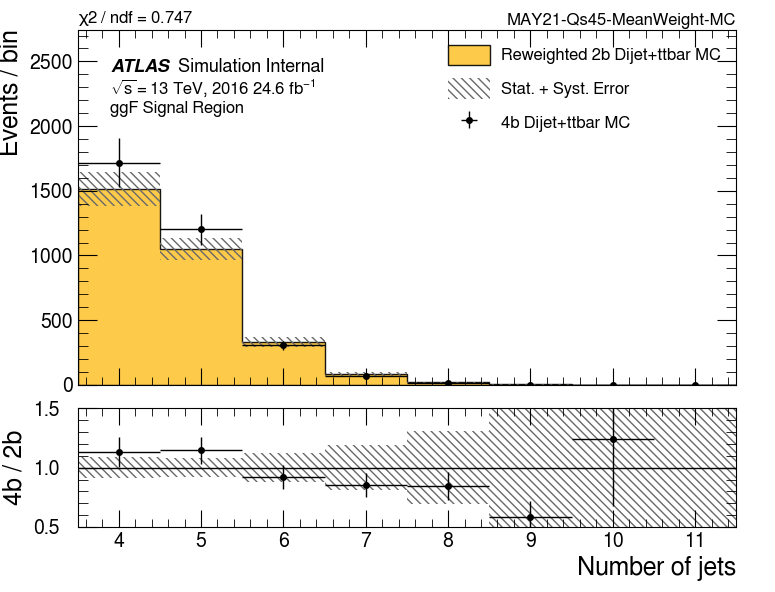 χ2 / ndf = 0.747
MAY21-Qs45-MeanWeight-MC
Events / bin
2500
2000
1500
1000
500
0
ATLAS Simulation Internal
√s = 13 TeV, 2016 24.6 fb⁻¹
ggF Signal Region
Reweighted 2b Dijet+ttbar MC
Stat. + Syst. Error
4b Dijet+ttbar MC
4b / 2b
1.5
1.0
0.5
4 5 6 7 8 9 10 11
Number of jets